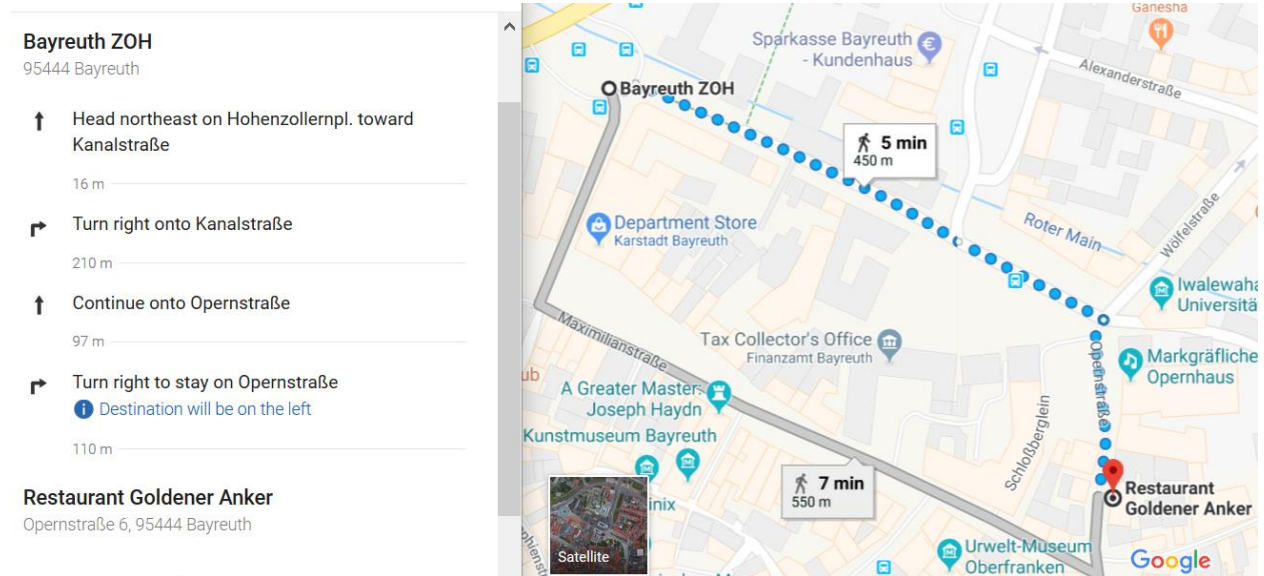 Bayreuth ZOH
95444 Bayreuth
Head northeast on Hohenzollernpl. toward
Kanalstraße
16 m
Turn right onto Kanalstraße
210 m
Continue onto Opernstraße
97 m
Turn right to stay on Opernstraße
Destination will be on the left
110 m
Restaurant Goldener Anker
Opernstraße 6, 95444 Bayreuth
Ganesha
Sparkasse Bayreuth
- Kundenhaus
Alexanderstraße
Bayreuth ZOH
5 min
450 m
Department Store
Karstadt Bayreuth
Roter Main
Wölfelstraße
Iwalewaha
Universitä
Maximilianstraße
Tax Collector's Office
Finanzamt Bayreuth
Opernstraße
Markgräfliche
Opernhaus
ub
A Greater Master-
Joseph Haydn
Schloßberglein
Kunstmuseum Bayreuth
7 min
550 m
Restaurant
Goldener Anker
inix
Satellite
Urwelt-Museum
Oberfranken
Google